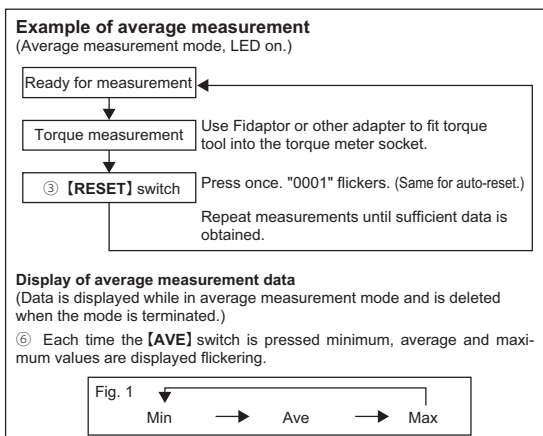 Example of average measurement
(Average measurement mode, LED on.)
Ready for measurement
Torque measurement
Use Fidaptor or other adapter to fit torque
tool into the torque meter socket.
③ 【RESET】 switch
Press once. "0001" flickers. (Same for auto-reset.)
Repeat measurements until sufficient data is
obtained.
Display of average measurement data
(Data is displayed while in average measurement mode and is deleted
when the mode is terminated.)
⑥ Each time the 【AVE】 switch is pressed minimum, average and maxi-
mum values are displayed flickering.
Fig. 1
Min Ave Max